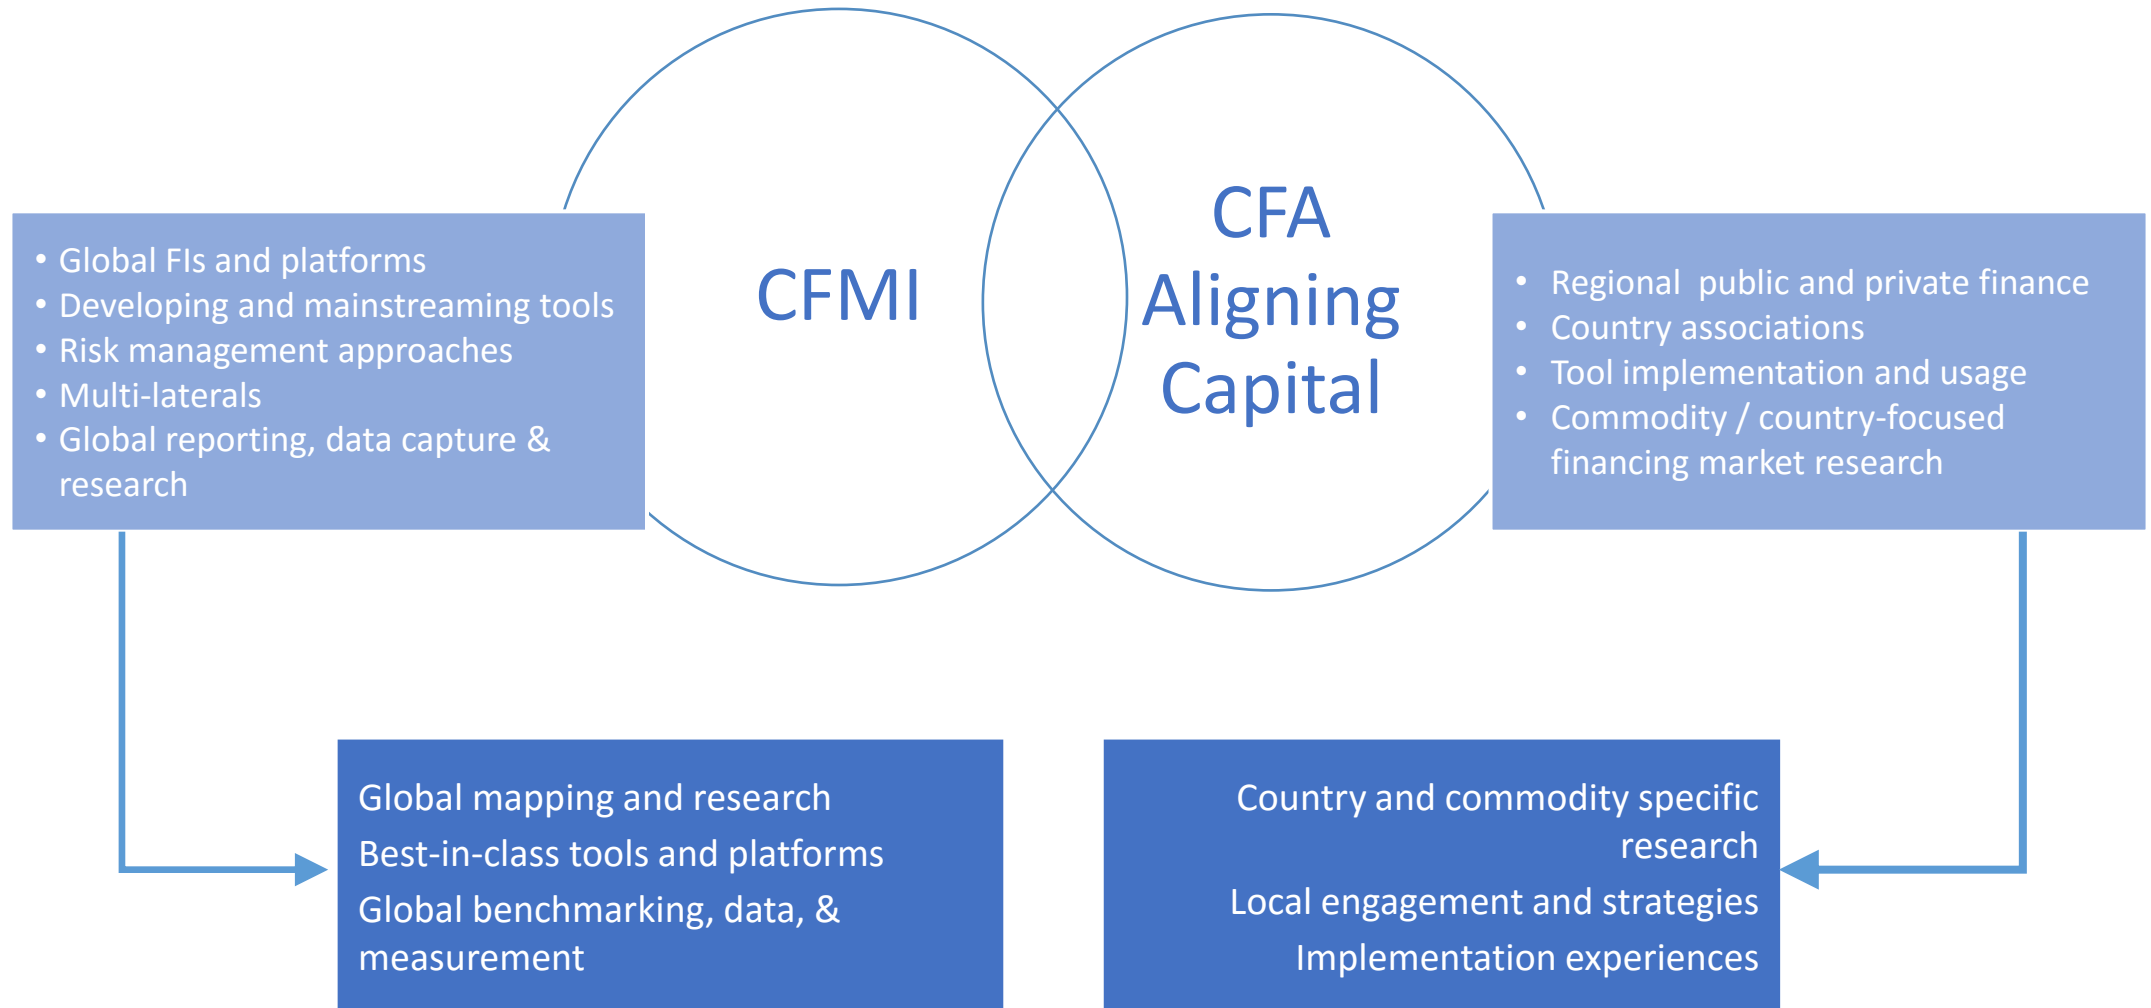 CFMI
CFA
Aligning
Capital
• Global FIs and platforms
• Developing and mainstreaming tools
• Risk management approaches
• Multi-laterals
• Global reporting, data capture &
research
• Regional  public and private finance
• Country associations
• Tool implementation and usage
• Commodity / country-focused
financing market research
Global mapping and research
Best-in-class tools and platforms
Global benchmarking, data, &
measurement
Country and commodity specific
research
Local engagement and strategies
Implementation experiences